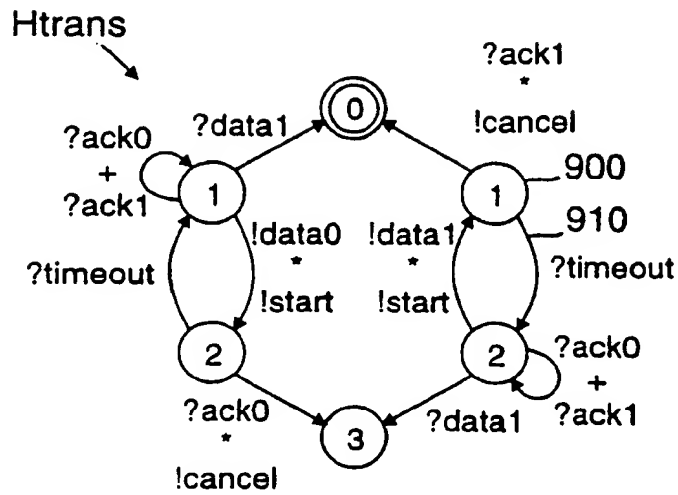 Htrans
?ack1
*
!cancel
0
?data1
?ack0
+
?ack1
1
1
900
910
!data0
*
!start
!data1
*
!start
?timeout
?timeout
2
2
?ack0
+
?ack1
?ack0
*
!cancel
3
?data1